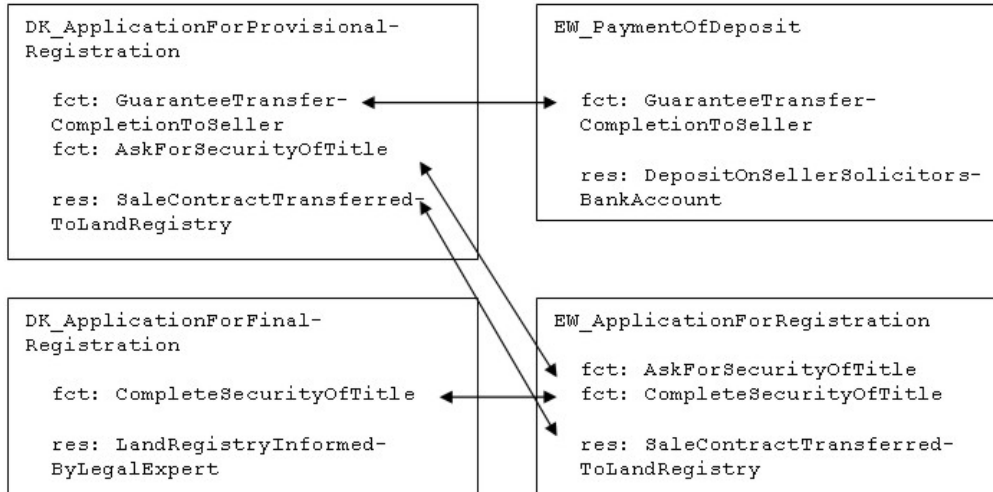 DK_ApplicationForProvisional-
Registration
fct: GuaranteeTransfer-
CompletionToSeller
fct: AskForSecurityOfTitle
res: SaleContractTransferred-
ToLandRegistry
EW_PaymentOfDeposit
fct: GuaranteeTransfer-
CompletionToSeller
res: DepositOnSellerSolicitors-
BankAccount
DK_ApplicationForFinal-
Registration
fct: CompleteSecurityOfTitle
res: LandRegistryInformed-
ByLegalExpert
EW_ApplicationForRegistration
fct: AskForSecurityOfTitle
fct: CompleteSecurityOfTitle
res: SaleContractTransferred-
ToLandRegistry